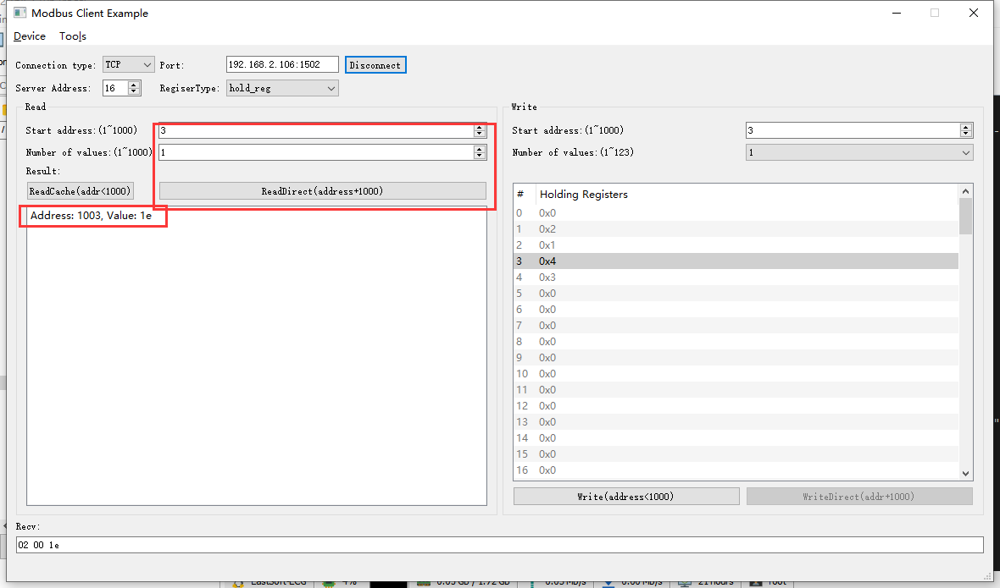 Modbus Client Example
Device Tools
Connection type: TCP Port: 192.168.2.106:1502 Disconnect
Server Address: 16 RegiserType: hold_reg
Read
Start address:(1~1000) 3
Number of values:(1~1000) 1
Result:
ReadCache(addr<1000) ReadDirect(address+1000)
Address: 1003, Value: 1e
Write
Start address:(1~1000) 3
Number of values:(1~123) 1
# Holding Registers
0 0x0
1 0x2
2 0x1
3 0x4
4 0x3
5 0x0
6 0x0
7 0x0
8 0x0
9 0x0
10 0x0
11 0x0
12 0x0
13 0x0
14 0x0
15 0x0
16 0x0
Write(address<1000) WriteDirect(addr+1000)
Recv:
02 00 1e